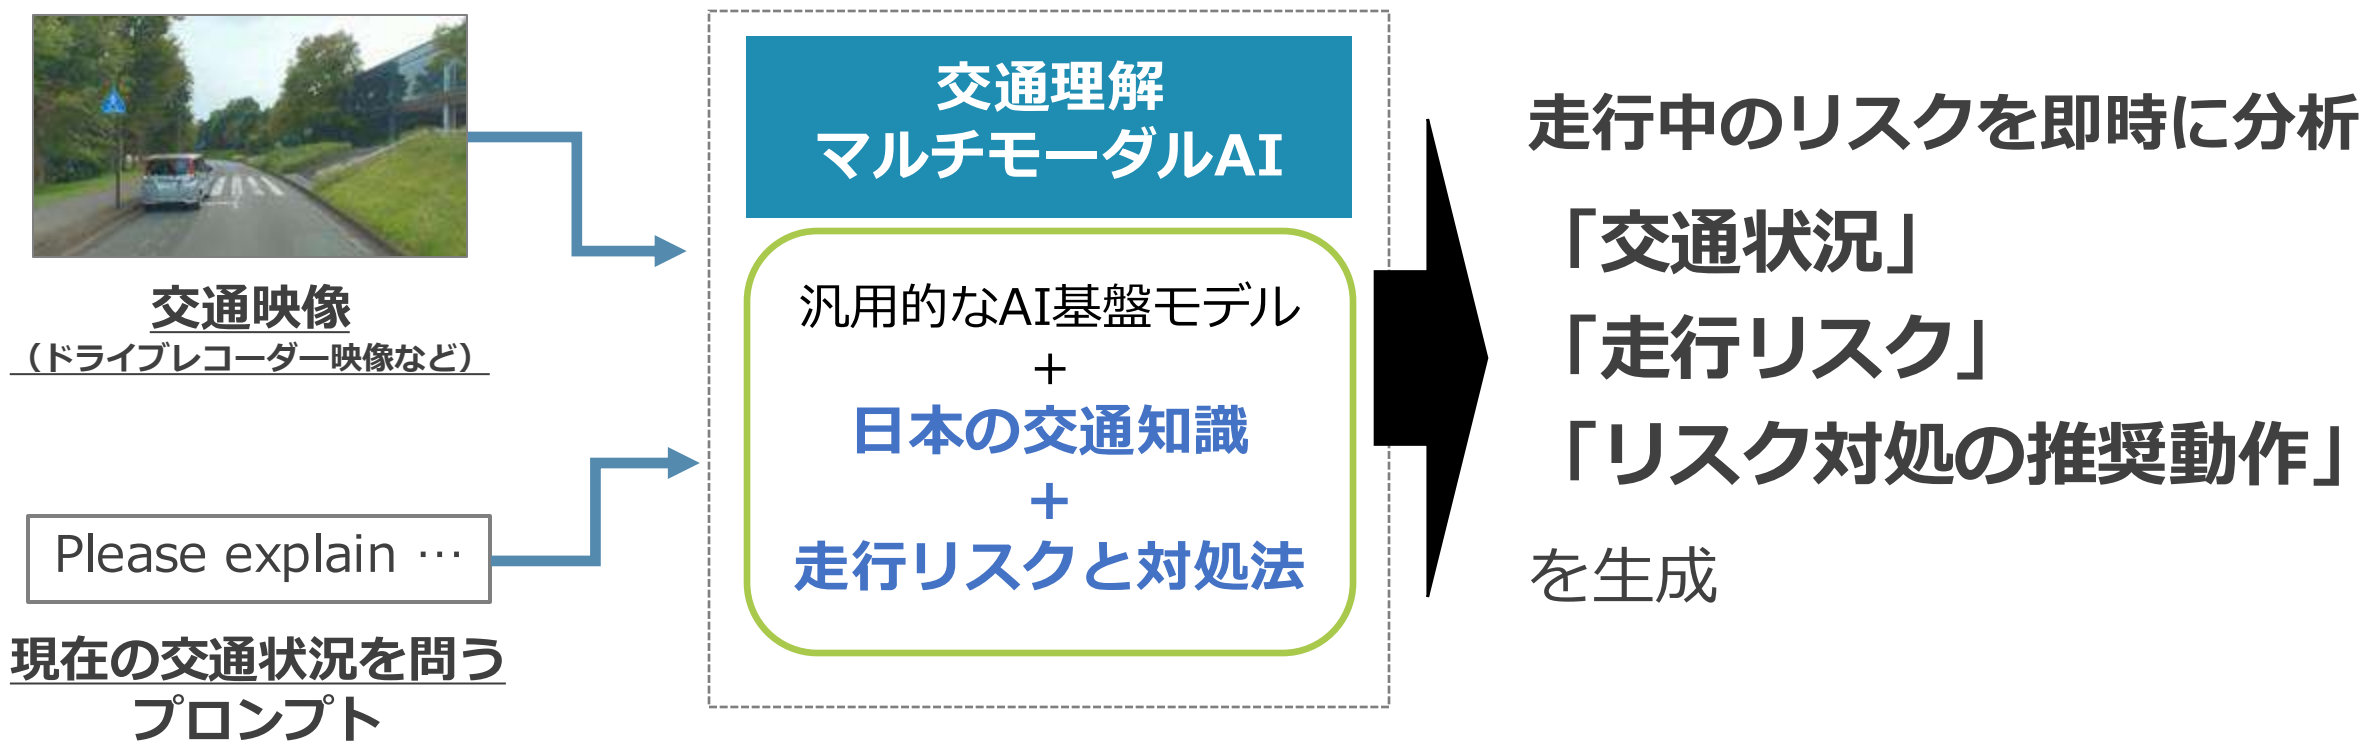 交通映像
（ドライブレコーダー映像など）
Please explain …
現在の交通状況を問う
プロンプト
交通理解
マルチモーダルAI
汎用的なAI基盤モデル
+
日本の交通知識
+
走行リスクと対処法
走行中のリスクを即時に分析
「交通状況」
「走行リスク」
「リスク対処の推奨動作」
を生成